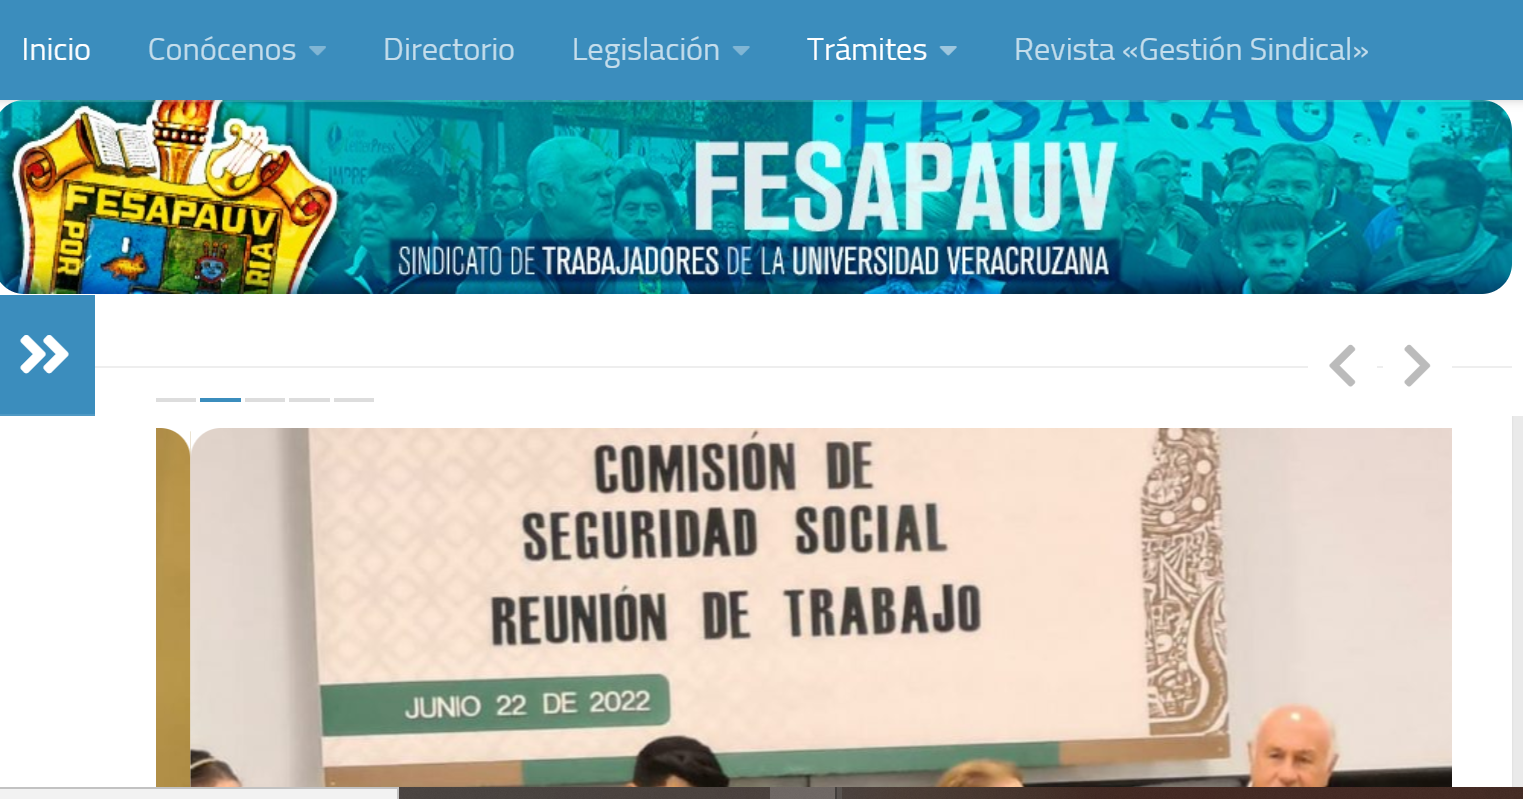 Inicio Conócenos Directorio Legislación Trámites Revista «Gestión Sindical»
FESAPAUV
FESAPAUV
POR
FESAPAUV
SINDICATO DE TRABAJADORES DE LA UNIVERSIDAD VERACRUZANA
COMISIÓN DE
SEGURIDAD SOCIAL
REUNIÓN DE TRABAJO
JUNIO 22 DE 2022